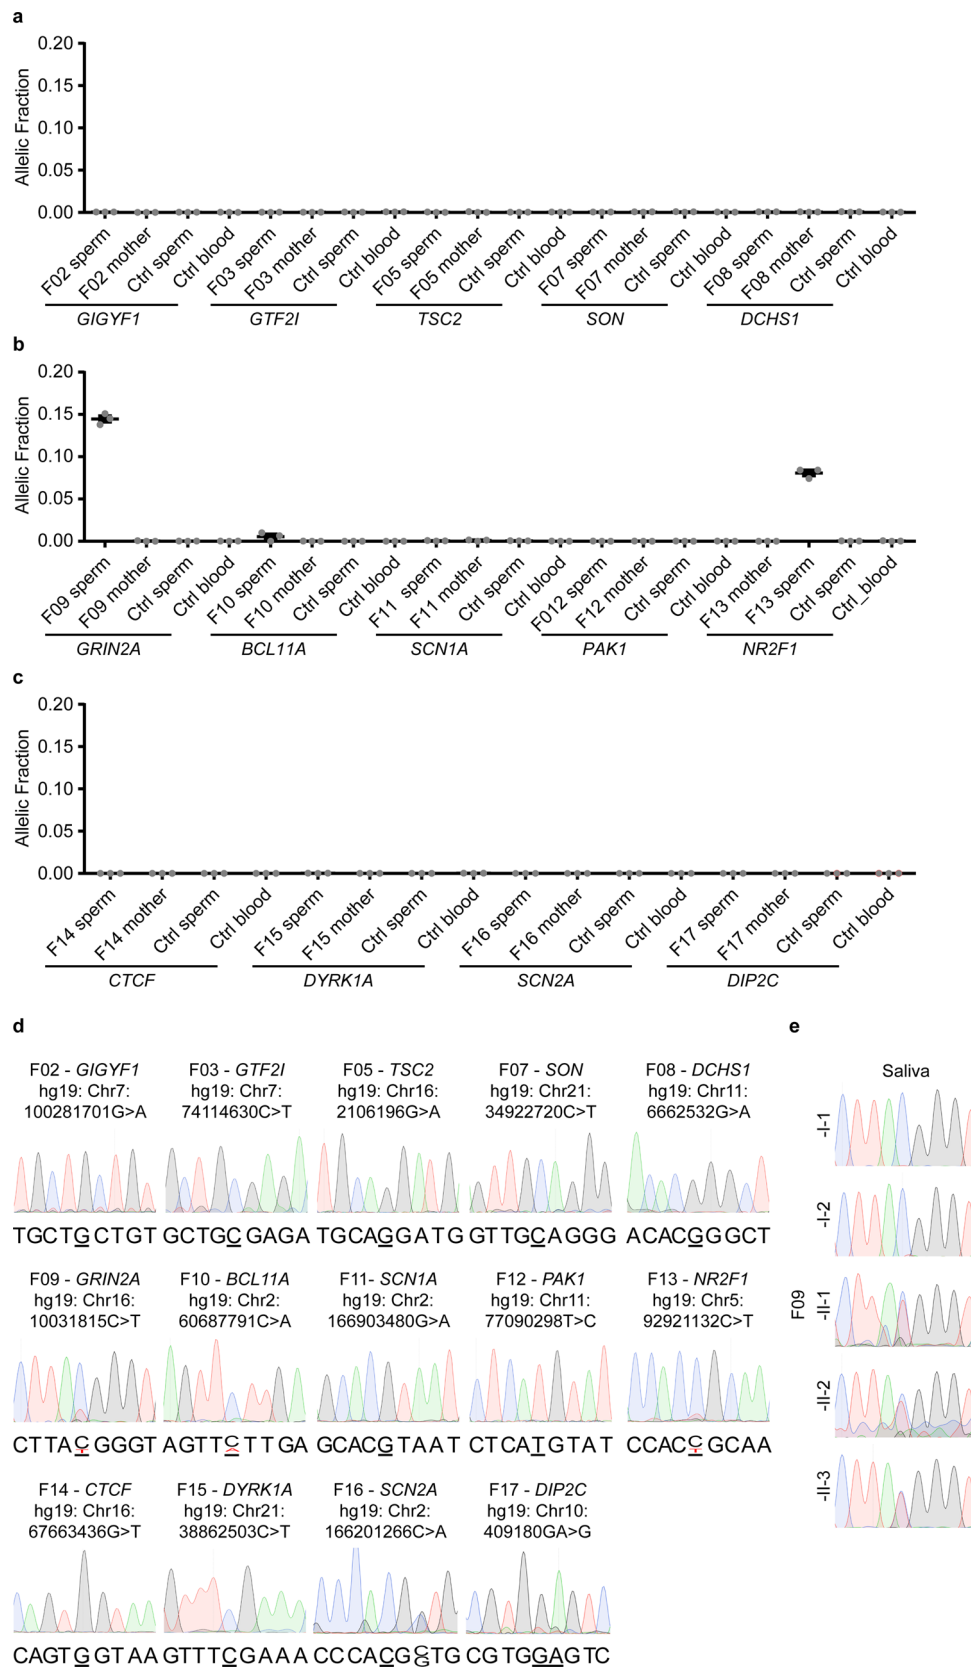 a
0.20
0.15
0.10
0.05
0.00
Allelic Fraction
F02 sperm
F02 mother
Ctrl sperm
Ctrl blood
F03 sperm
F03 mother
Ctrl sperm
Ctrl blood
F05 sperm
F05 mother
Ctrl sperm
Ctrl blood
F07 sperm
F07 mother
Ctrl sperm
Ctrl blood
F08 sperm
F08 mother
Ctrl sperm
Ctrl blood
GIGYF1 GTF2I TSC2 SON DCHS1
b
0.20
0.15
0.10
0.05
0.00
Allelic Fraction
F09 sperm
F09 mother
Ctrl sperm
Ctrl blood
F10 sperm
F10 mother
Ctrl sperm
Ctrl blood
F11 sperm
F11 mother
Ctrl sperm
Ctrl blood
F012 sperm
F12 mother
Ctrl sperm
Ctrl blood
F13 mother
F13 sperm
Ctrl sperm
Ctrl_blood
GRIN2A BCL11A SCN1A PAK1 NR2F1
c
0.20
0.15
0.10
0.05
0.00
Allelic Fraction
F14 sperm
F14 mother
Ctrl sperm
Ctrl blood
F15 sperm
F15 mother
Ctrl sperm
Ctrl blood
F16 sperm
F16 mother
Ctrl sperm
Ctrl blood
F17 sperm
F17 mother
Ctrl sperm
Ctrl blood
CTCF DYRK1A SCN2A DIP2C
d
F02 - GIGYF1
hg19: Chr7:
100281701G>A
TGCTGCTGT
F03 - GTF2I
hg19: Chr7:
74114630C>T
GCTGCGAGA
F05 - TSC2
hg19: Chr16:
2106196G>A
TGCAGGATG
F07 - SON
hg19: Chr21:
34922720C>T
GTTGCAGGG
F08 - DCHS1
hg19: Chr11:
6662532G>A
ACACGGGCT
F09 - GRIN2A
hg19: Chr16:
10031815C>T
CTTACGGGT
F10 - BCL11A
hg19: Chr2:
60687791C>A
AGTTCTTGA
F11- SCN1A
hg19: Chr2:
166903480G>A
GCACGTAAT
F12 - PAK1
hg19: Chr11:
77090298T>C
CTCATGTAT
F13 - NR2F1
hg19: Chr5:
92921132C>T
CCACCGCAA
F14 - CTCF
hg19: Chr16:
67663436G>T
CAGTGGTAA
F15 - DYRK1A
hg19: Chr21:
38862503C>T
GTTTCGAAA
F16 - SCN2A
hg19: Chr2:
166201266C>A
CCCACGCGTG
F17 - DIP2C
hg19: Chr10:
409180GA>G
CGTGGAGTC
e
Saliva
F09
-I-1
-I-2
-II-1
-II-2
-II-3